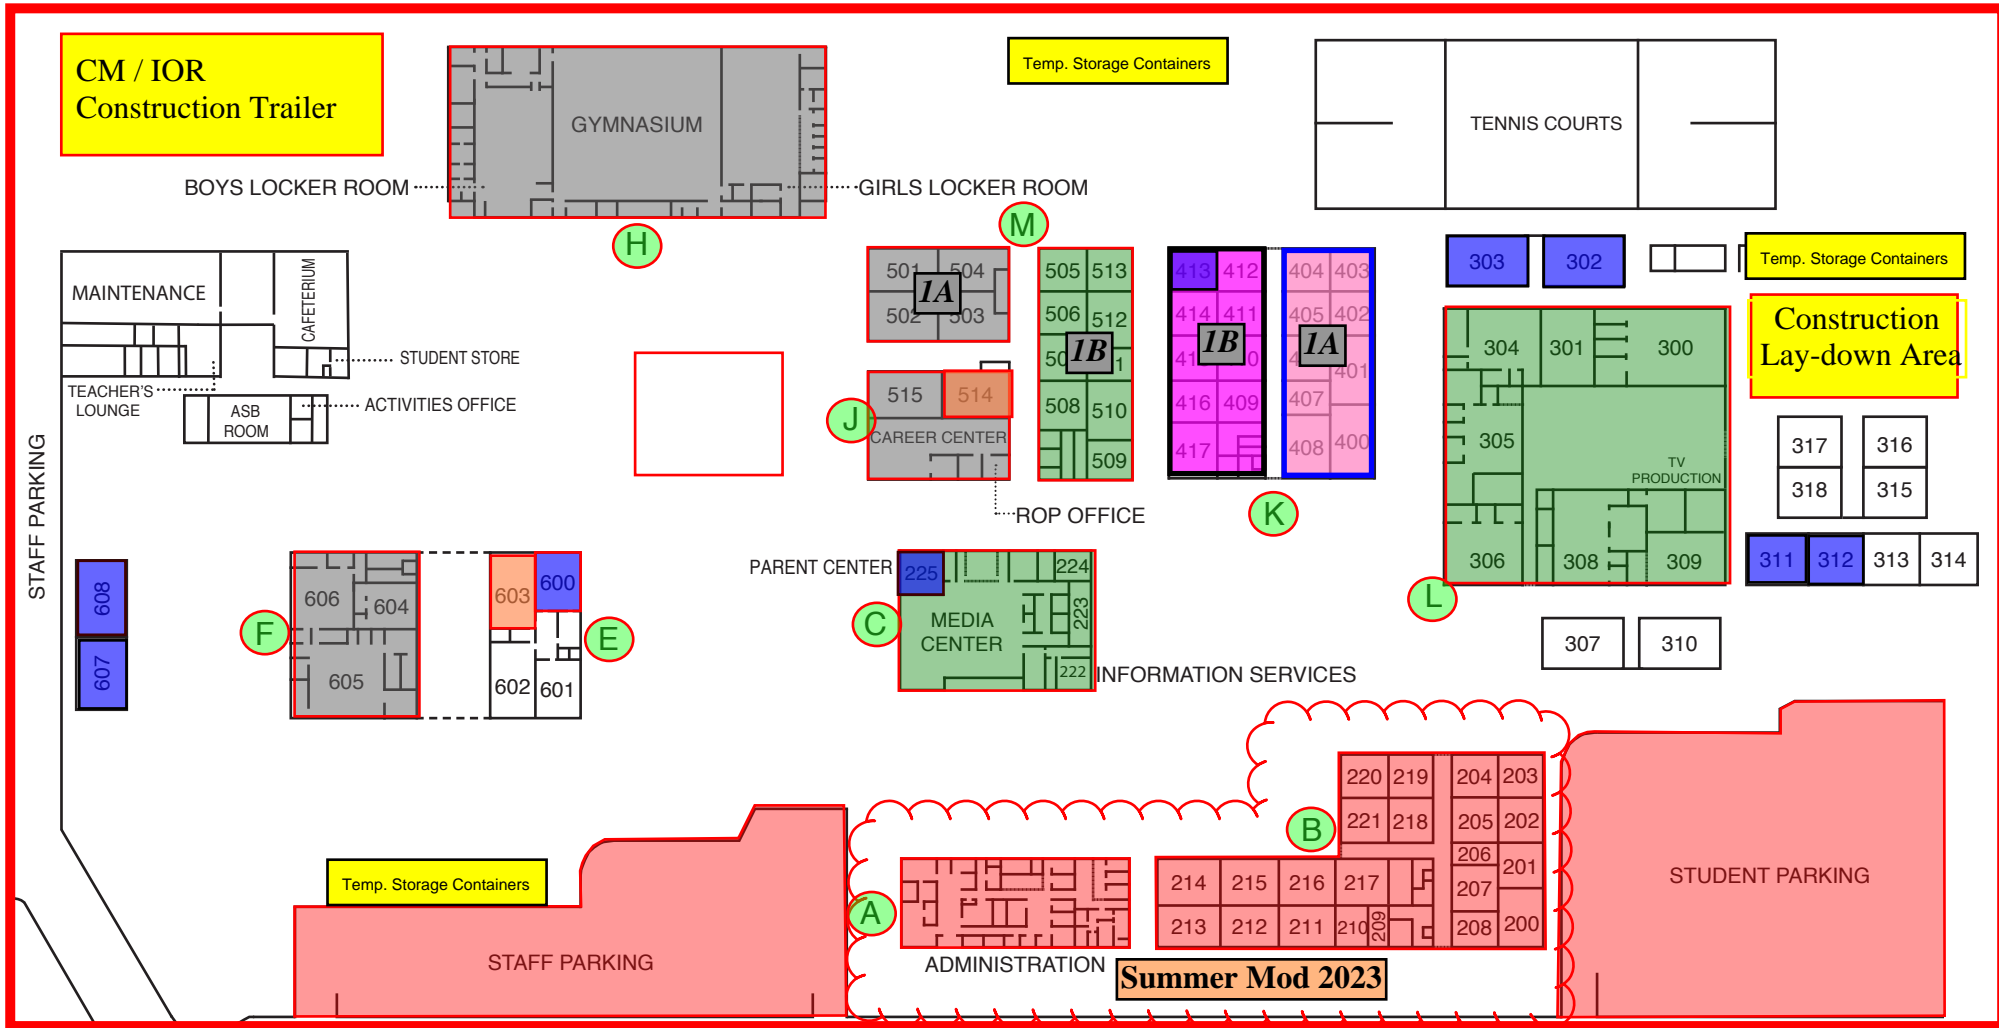 CM / IOR
Construction Trailer
Temp. Storage Containers
GYMNASIUM
TENNIS COURTS
BOYS LOCKER ROOM
GIRLS LOCKER ROOM
M
H
501
504
1A
502
503
505
513
506
512
1B
508
510
509
413
412
414
411
1B
416
409
417
404
403
405
402
1A
401
407
408
400
303
302
Temp. Storage Containers
Construction
Lay-down Area
MAINTENANCE
CAFETERIUM
STUDENT STORE
TEACHER'S
LOUNGE
ASB
ROOM
ACTIVITIES OFFICE
515
514
J
CAREER CENTER
ROP OFFICE
K
304
301
300
305
TV
PRODUCTION
306
308
309
L
317
316
318
315
311
312
313
314
307
310
STAFF PARKING
608
607
606
604
605
F
603
600
602
601
E
PARENT CENTER
225
224
223
222
C
MEDIA
CENTER
INFORMATION SERVICES
220
219
204
203
221
218
205
202
B
206
201
214
215
216
217
207
213
212
211
210
209
208
200
A
ADMINISTRATION
Summer Mod 2023
Temp. Storage Containers
STAFF PARKING
STUDENT PARKING